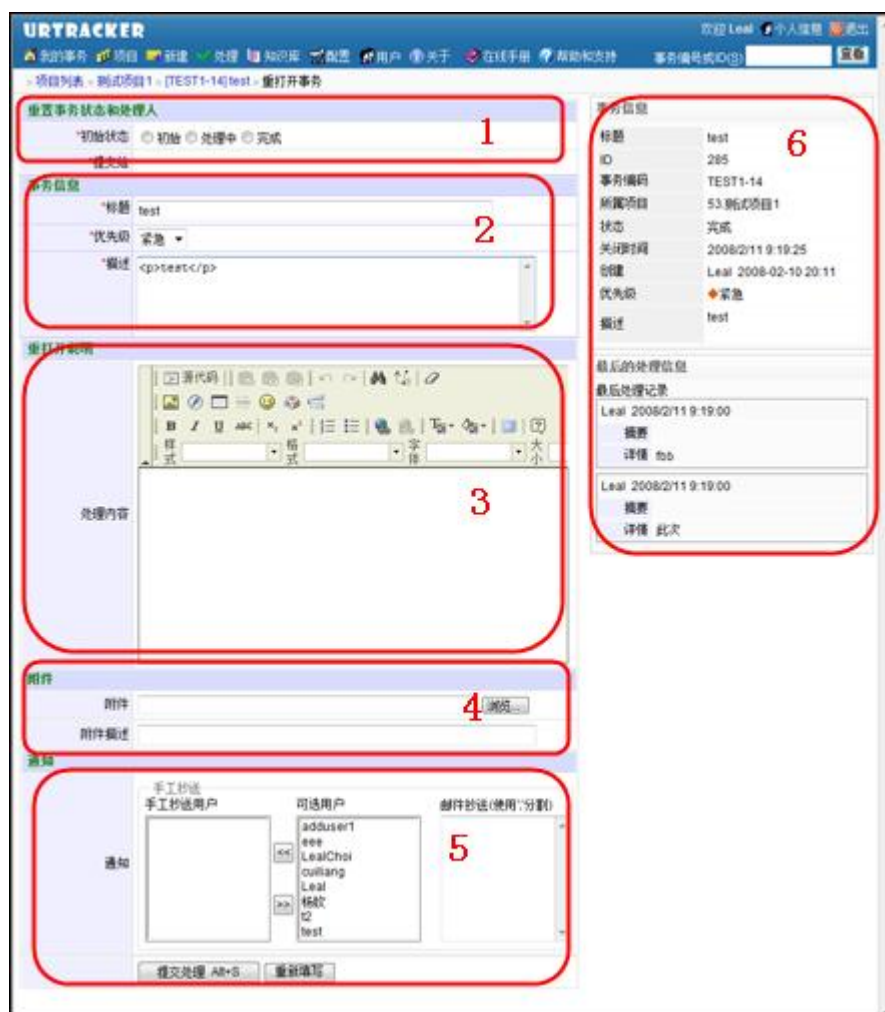 URTRACKER
欢迎 Leal 个人信息 退出
我的事务 项目 新建 处理 知识库 配置 用户 关于 在线手册 帮助和支持 事务编号或ID(S) 查看
项目列表 测试项目1 [TEST1-14]test 重打开事务
重置事务状态和处理人
*初始状态 初始 处理中 完成
1
*提交给
事务信息
*标题 test
*优先级 紧急
2
*描述 <p>test</p>
重打开说明
源代码
B I U ABC
样式 格式 字体 大小
处理内容
3
附件
附件 浏览...
4
附件描述
通知
手工抄送
手工抄送用户 可选用户 邮件抄送(使用';'分割)
adduser1
eee
<< LealChoi
cuiliang
5
通知
Leal
>> 杨欧
t2
test
提交处理 Alt+S 重新填写
事务信息
6
标题 test
ID 285
事务编码 TEST1-14
所属项目 53.测试项目1
状态 完成
关闭时间 2008/2/11 9:19:25
创建 Leal 2008-02-10 20:11
优先级 紧急
描述 test
最后的处理信息
最后处理记录
Leal 2008/2/11 9:19:00
摘要
详情 fbb
Leal 2008/2/11 9:19:00
摘要
详情 此次